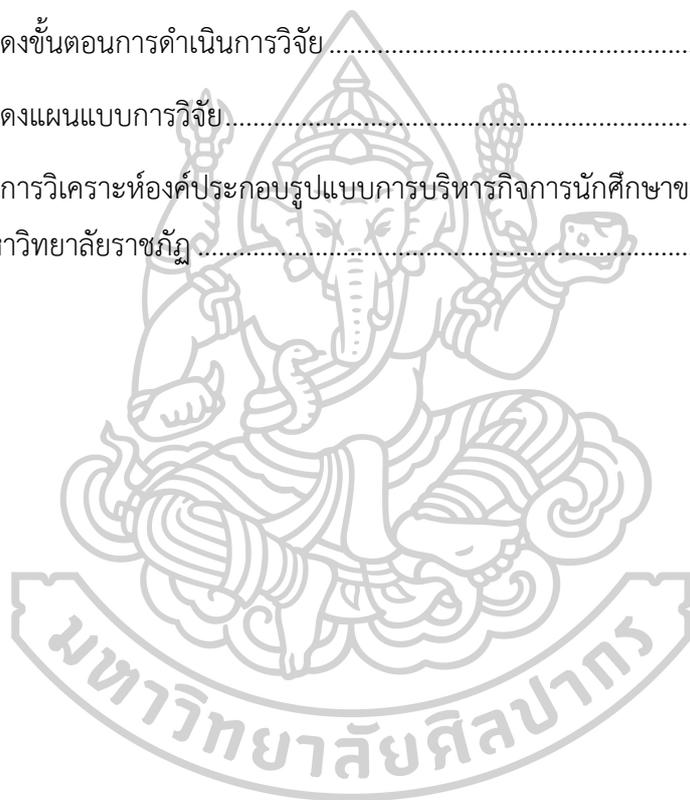 ดงขั้นตอนการดำเนินการวิจัย
ดงแผนแบบการวิจัย
การวิเคราะห์องค์ประกอบรูปแบบการบริหารกิจการนักศึกษาข
าวิทยาลัยราชภัฏ
มหาวิทยาลัยศิลปากร